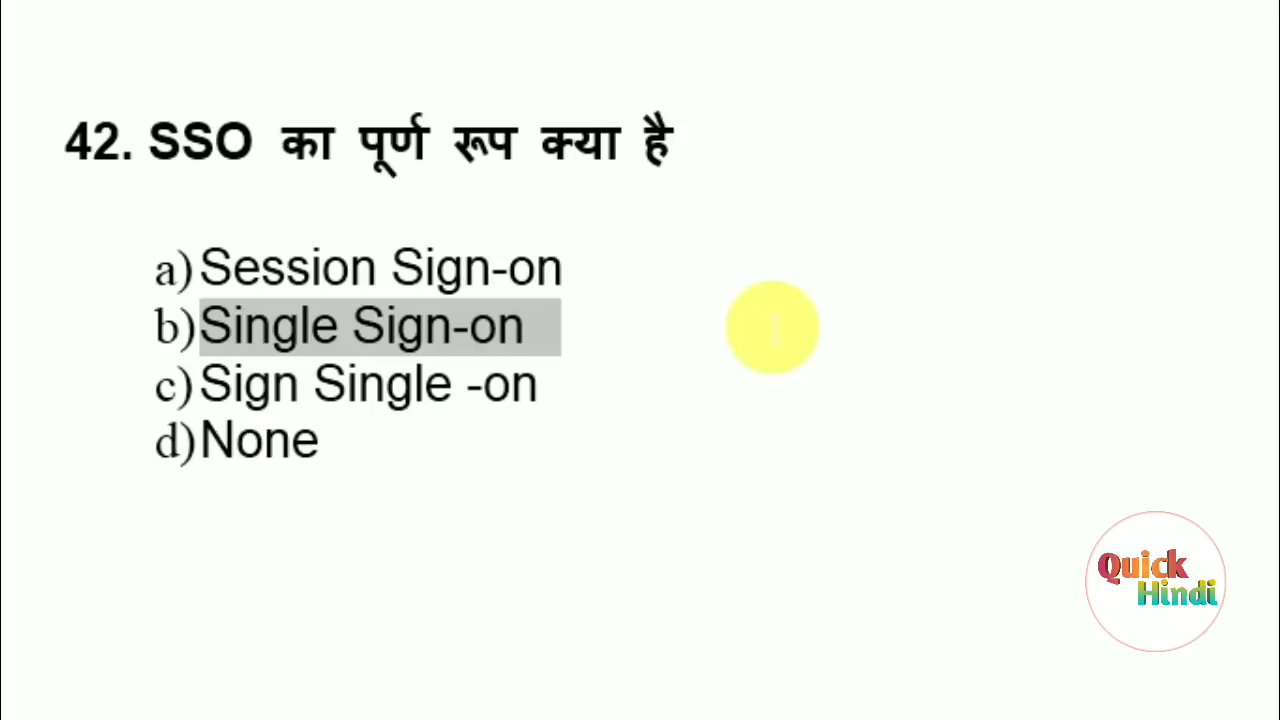 42. SSO का पूर्ण रूप क्या है
a) Session Sign-on
b) Single Sign-on
c) Sign Single -on
d) None
Quick
Hindi